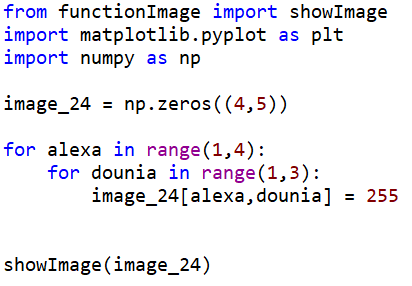 from functionImage import showImage
import matplotlib.pyplot as plt
import numpy as np
image_24 = np.zeros((4,5))
for alexa in range(1,4):
    for dounia in range(1,3):
        image_24[alexa,dounia] = 255
showImage(image_24)